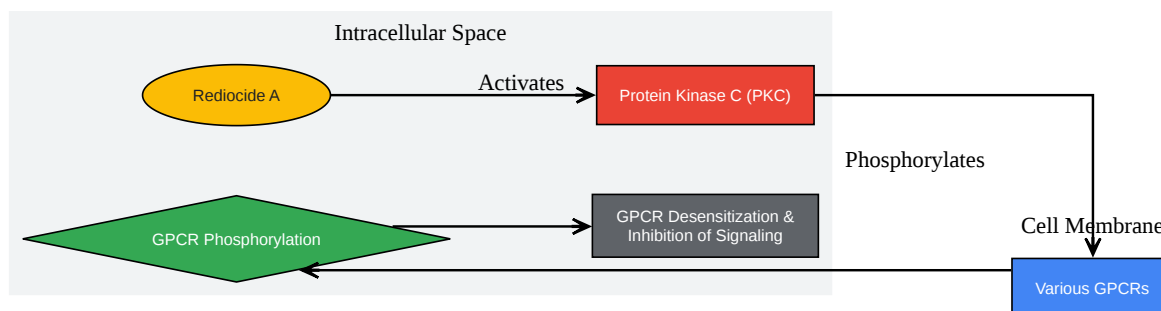 Intracellular Space
Rediocide A
Activates
Protein Kinase C (PKC)
Phosphorylates
GPCR Phosphorylation
GPCR Desensitization &
Inhibition of Signaling
Cell Membrane
Various GPCRs